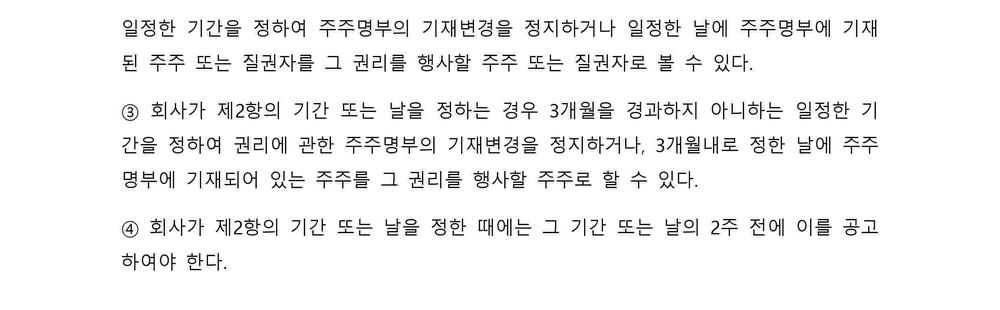 일정한 기간을 정하여 주주명부의 기재변경을 정지하거나 일정한 날에 주주명부에 기재
된 주주 또는 질권자를 그 권리를 행사할 주주 또는 질권자로 볼 수 있다.
③ 회사가 제2항의 기간 또는 날을 정하는 경우 3개월을 경과하지 아니하는 일정한 기
간을 정하여 권리에 관한 주주명부의 기재변경을 정지하거나, 3개월내로 정한 날에 주주
명부에 기재되어 있는 주주를 그 권리를 행사할 주주로 할 수 있다.
④ 회사가 제2항의 기간 또는 날을 정한 때에는 그 기간 또는 날의 2주 전에 이를 공고
하여야 한다.